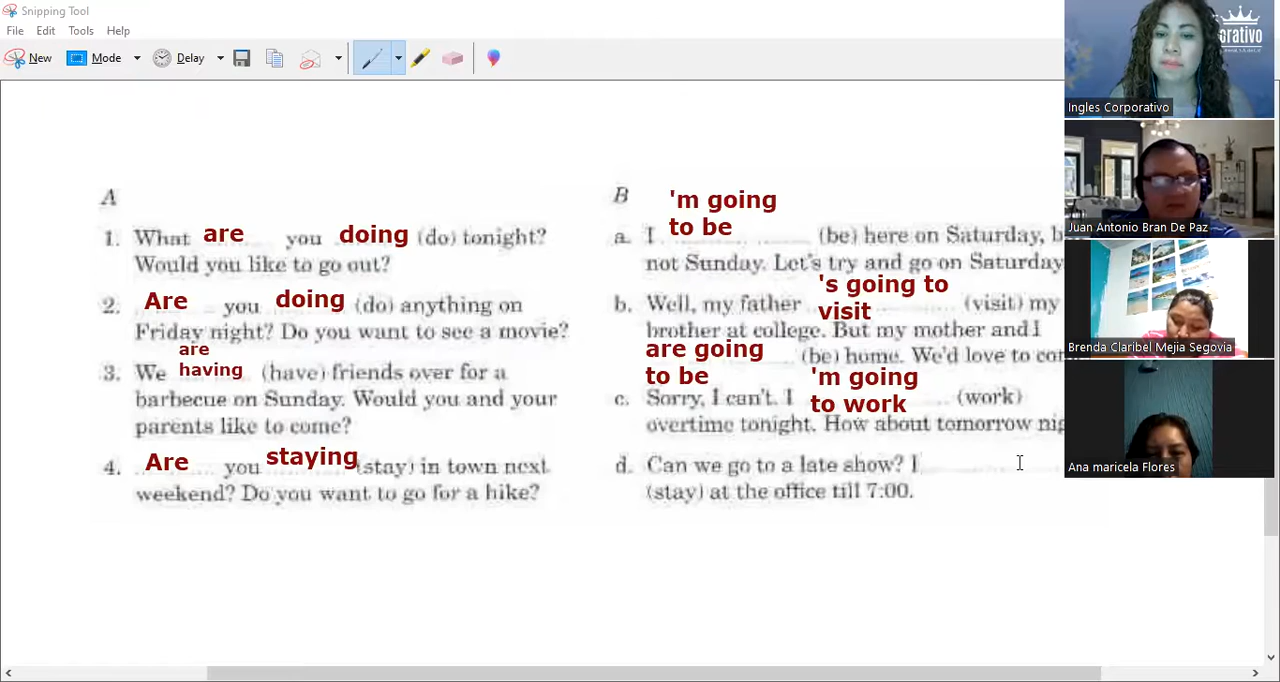 Snipping Tool
File Edit Tools Help
New Mode Delay
A
1. What are you doing (do) tonight?
Would you like to go out?
2. Are you doing (do) anything on
Friday night? Do you want to see a movie?
3. We are having (have) friends over for a
barbecue on Sunday. Would you and your
parents like to come?
4. Are you staying (stay) in town next
weekend? Do you want to go for a hike?
B
a. I 'm going to be (be) here on Saturday, b
not Sunday. Let's try and go on Saturday
b. Well, my father 's going to visit (visit) my
brother at college. But my mother and I
are going to be (be) home. We'd love to
c. Sorry, I can't. I 'm going to work (work)
overtime tonight. How about tomorrow
d. Can we go to a late show? I
(stay) at the office till 7:00.
Ingles Corporativo
Juan Antonio Bran De Paz
Brenda Claribel Mejia Segovia
Ana maricela Flores